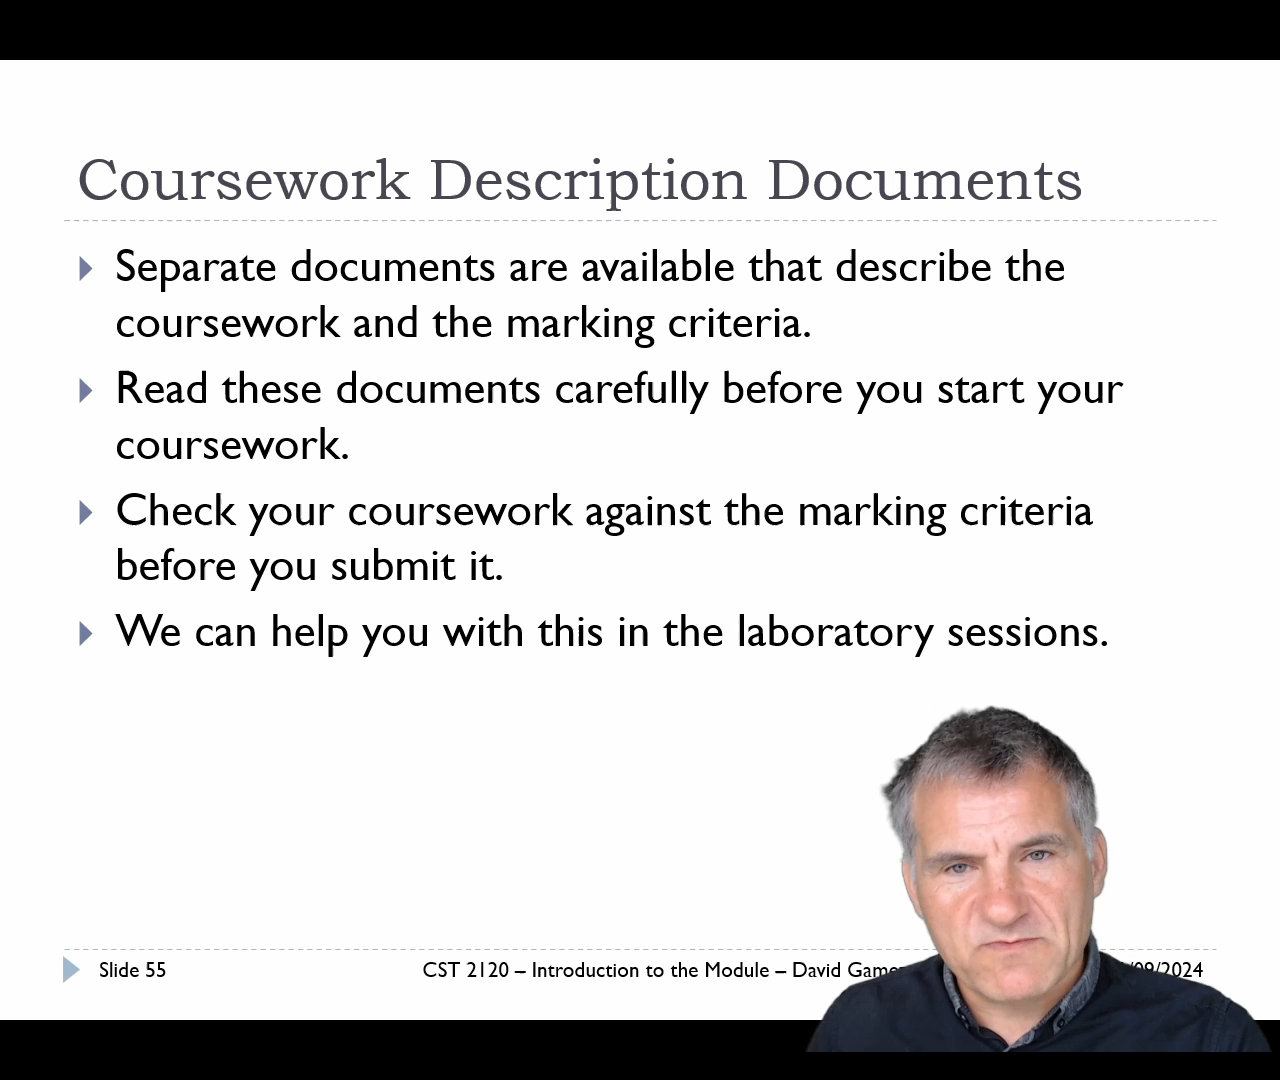 Coursework Description Documents
Separate documents are available that describe the
coursework and the marking criteria.
Read these documents carefully before you start your
coursework.
Check your coursework against the marking criteria
before you submit it.
We can help you with this in the laboratory sessions.
Slide 55
CST 2120 – Introduction to the Module – David
/09/2024